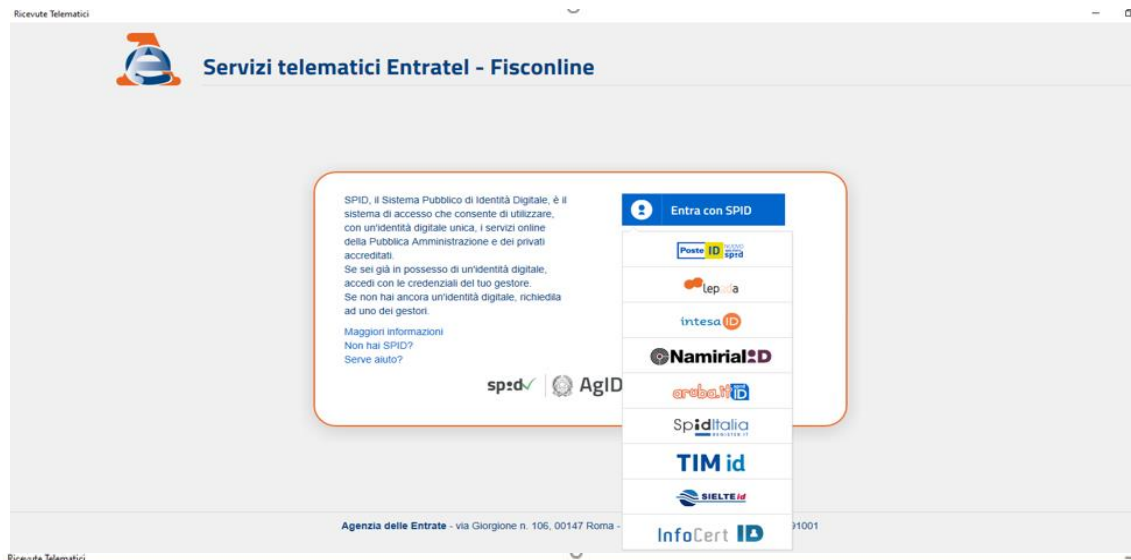 Ricevute Telematici
Servizi telematici Entratel - Fisconline
SPID, il Sistema Pubblico di Identità Digitale, è il
sistema di accesso che consente di utilizzare,
con un'identità digitale unica, i servizi online
della Pubblica Amministrazione e dei privati
accreditati.
Se sei già in possesso di un'identità digitale,
accedi con le credenziali del tuo gestore.
Se non hai ancora un'identità digitale, richiedila
ad uno dei gestori.
Maggiori informazioni
Non hai SPID?
Serve aiuto?
spid AgID
Entra con SPID
Poste ID NUOVO spid
lepida
intesa ID
Namirial ID
aruba.it ID
SpidItalia
REGISTER.IT
TIM id
SIELTE id
InfoCert ID
Agenzia delle Entrate - via Giorgione n. 106, 00147 Roma - 91001
Ricevute Telematici